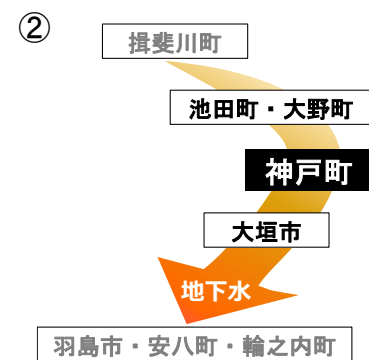 ②
揖斐川町
池田町・大野町
神戸町
大垣市
地下水
羽島市・安八町・輪之内町